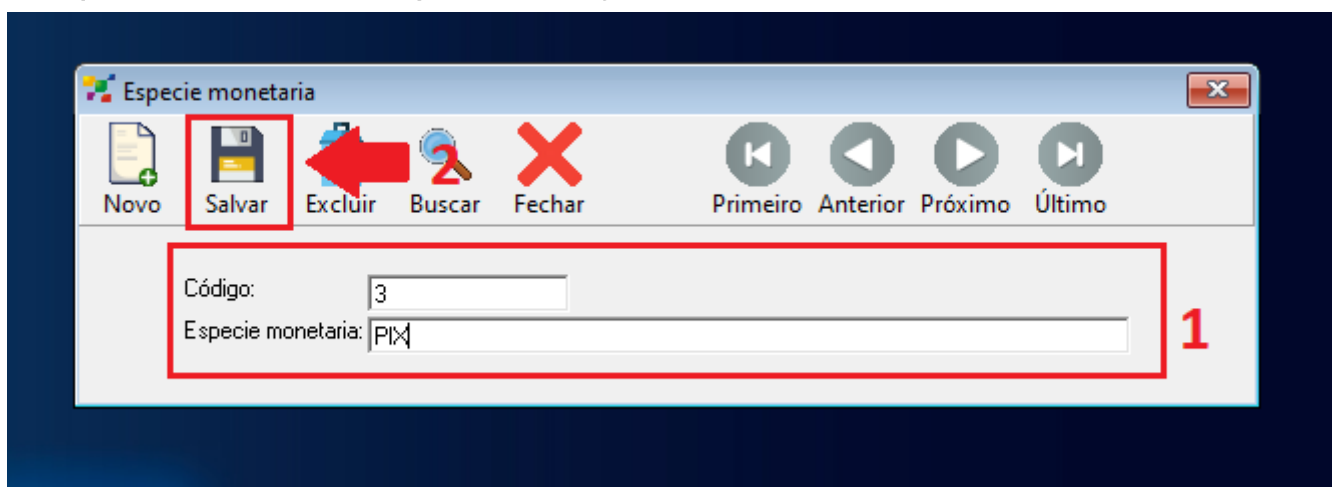 Especie monetaria
2
Novo Salvar Excluir Buscar Fechar Primeiro Anterior Próximo Último
Código: 3
Especie monetaria: PIX
1